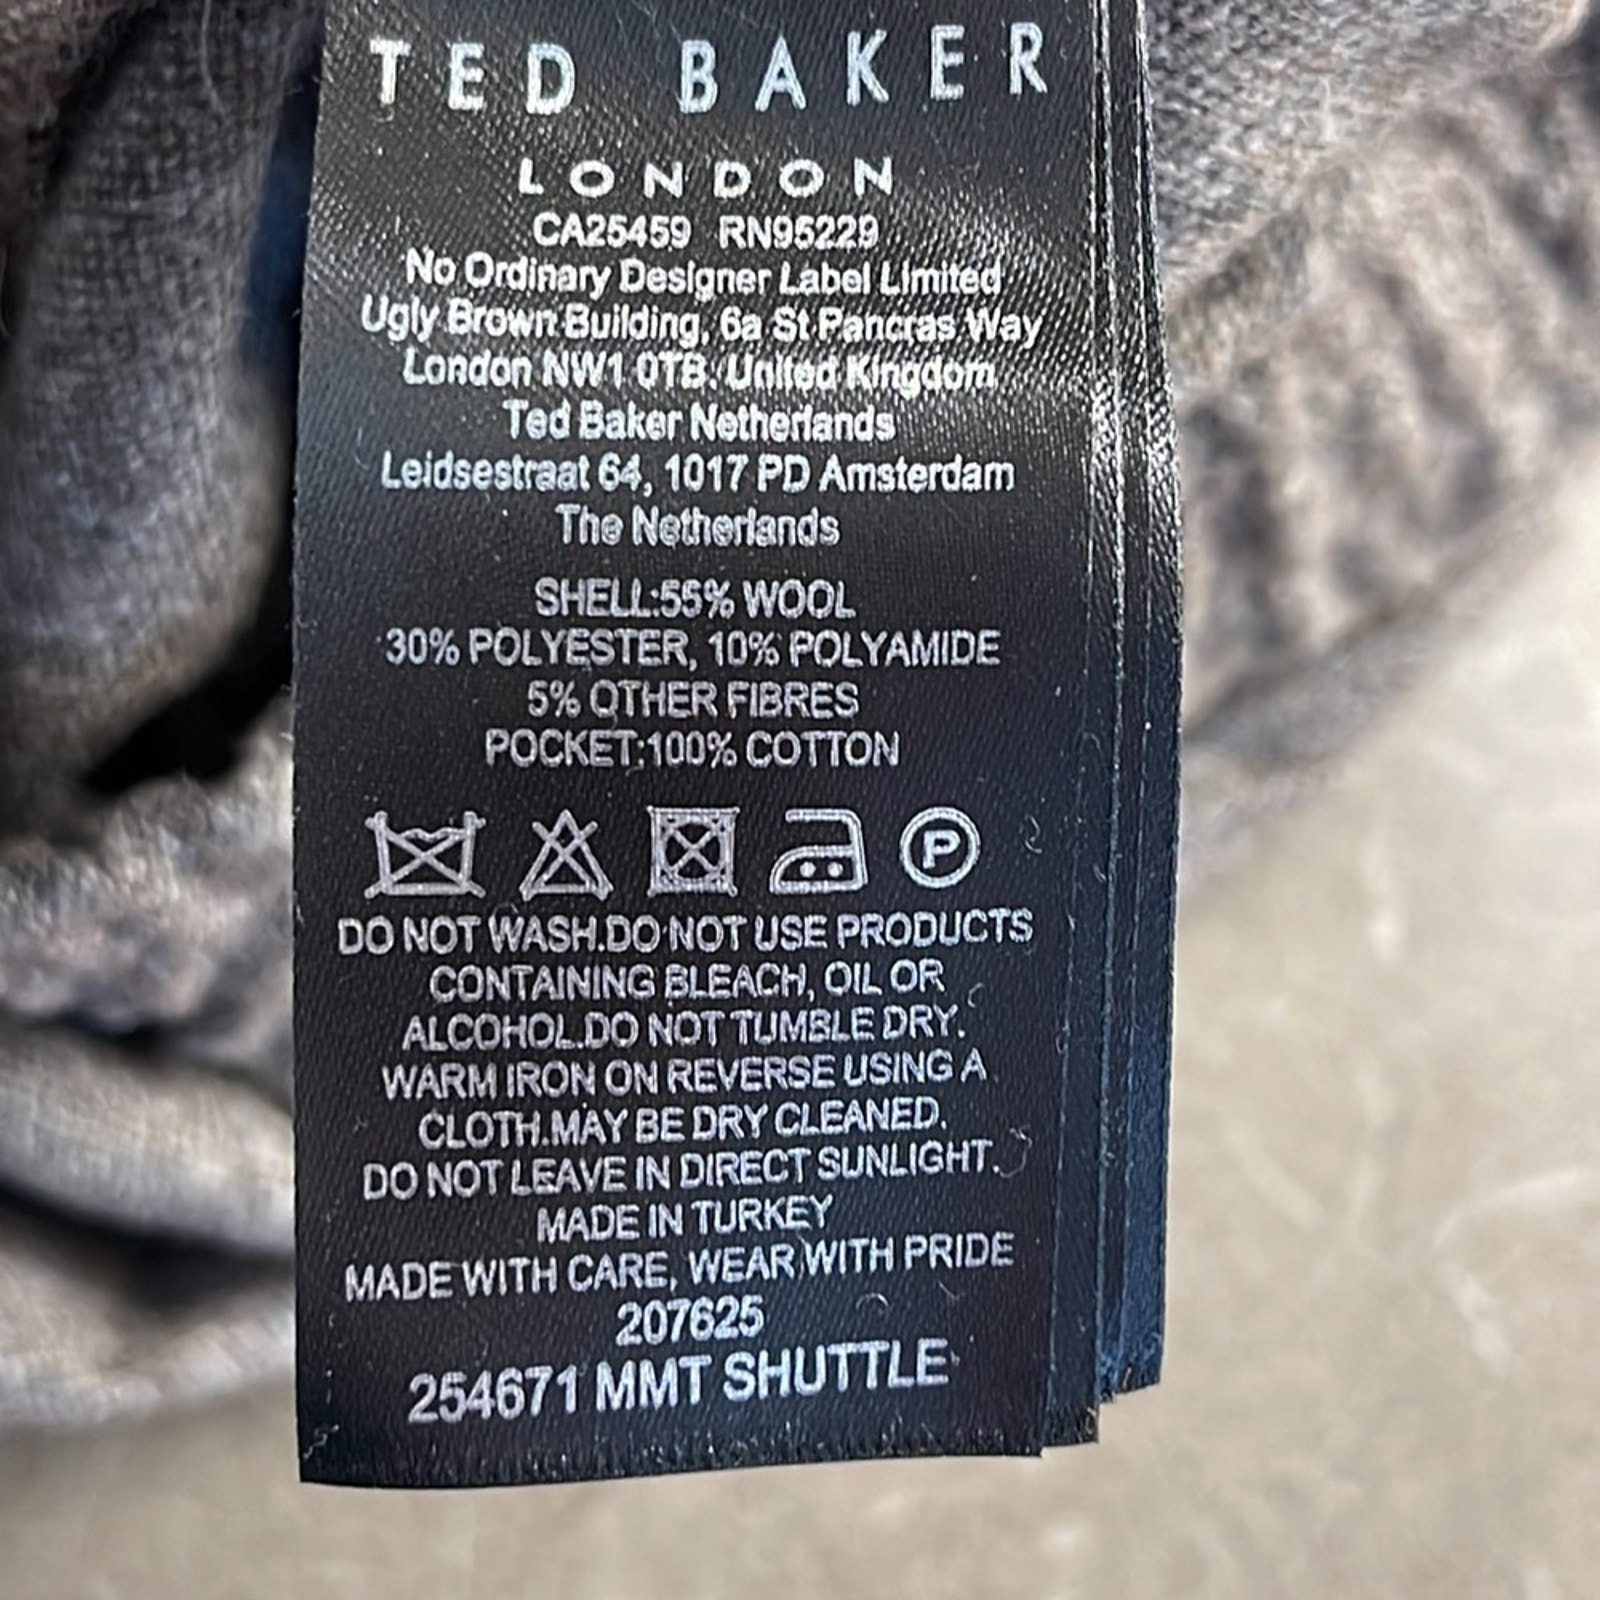 TED BAKER
LONDON
CA25459 RN95229
No Ordinary Designer Label Limited
Ugly Brown Building, 6a St Pancras Way
London NW1 0TB. United Kingdom
Ted Baker Netherlands
Leidsestraat 64, 1017 PD Amsterdam
The Netherlands
SHELL:55% WOOL
30% POLYESTER, 10% POLYAMIDE
5% OTHER FIBRES
POCKET:100% COTTON
P
DO NOT WASH.DO NOT USE PRODUCTS
CONTAINING BLEACH, OIL OR
ALCOHOL.DO NOT TUMBLE DRY.
WARM IRON ON REVERSE USING A
CLOTH.MAY BE DRY CLEANED.
DO NOT LEAVE IN DIRECT SUNLIGHT.
MADE IN TURKEY
MADE WITH CARE, WEAR WITH PRIDE
207625
254671 MMT SHUTTLE